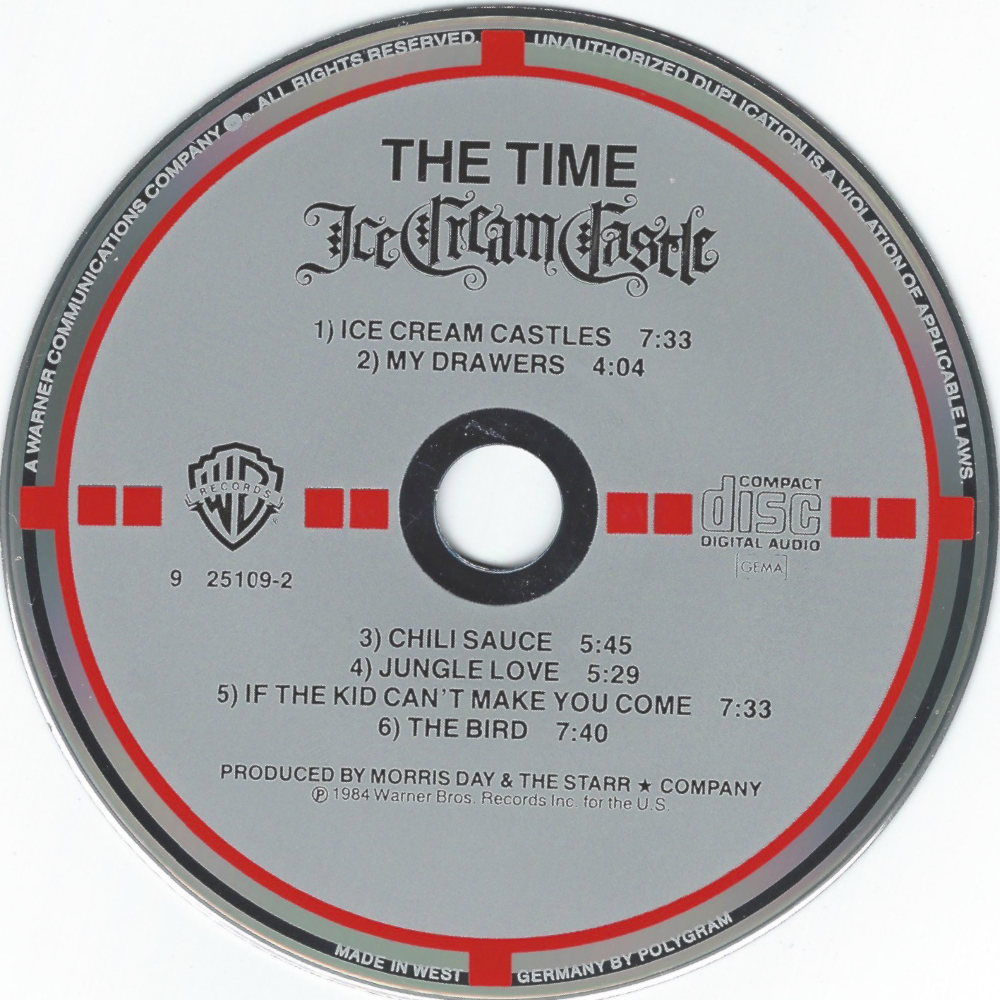 A WARNER COMMUNICATIONS COMPANY ®. ALL RIGHTS RESERVED.
UNAUTHORIZED DUPLICATION IS A VIOLATION OF APPLICABLE LAWS.
THE TIME
Ice Cream Castle
1) ICE CREAM CASTLES 7:33
2) MY DRAWERS 4:04
RECORDS
9 25109-2
COMPACT
disc
DIGITAL AUDIO
GEMA
3) CHILI SAUCE 5:45
4) JUNGLE LOVE 5:29
5) IF THE KID CAN'T MAKE YOU COME 7:33
6) THE BIRD 7:40
PRODUCED BY MORRIS DAY & THE STARR ★ COMPANY
℗ 1984 Warner Bros. Records Inc. for the U.S.
MADE IN WEST GERMANY BY POLYGRAM